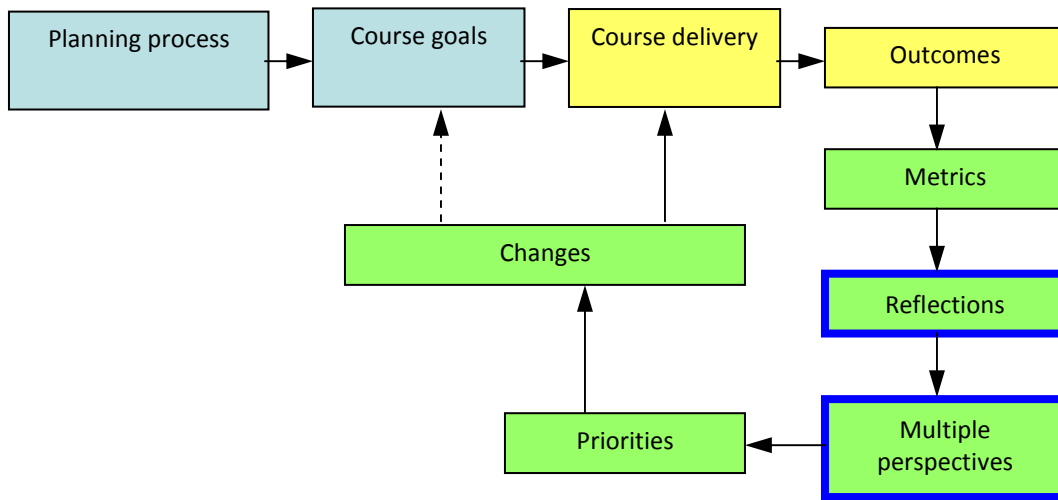 Planning process
Course goals
Course delivery
Outcomes
Metrics
Changes
Reflections
Priorities
Multiple
perspectives